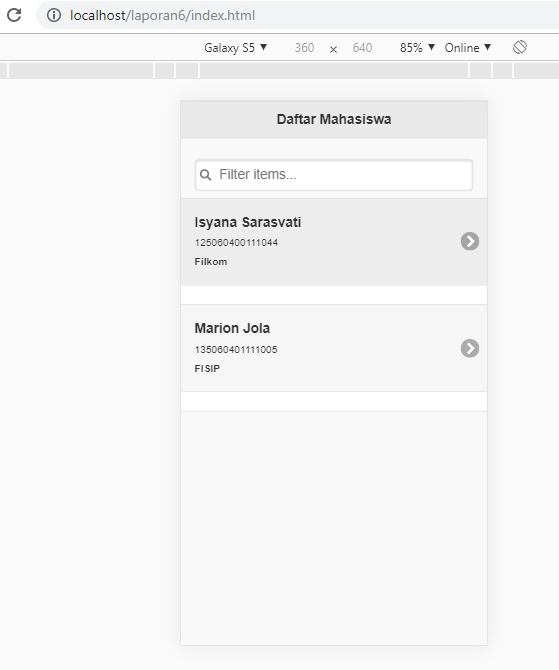 localhost/laporan6/index.html
Galaxy S5 ▼ 360 × 640 85% ▼ Online ▼
Daftar Mahasiswa
Filter items...
Isyana Sarasvati
125060400111044
Filkom
Marion Jola
135060401111005
FISIP